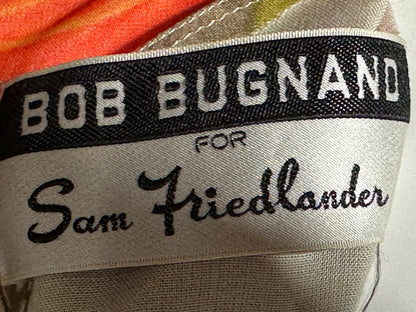 BOB BUGNAND
FOR
Sam Friedlander